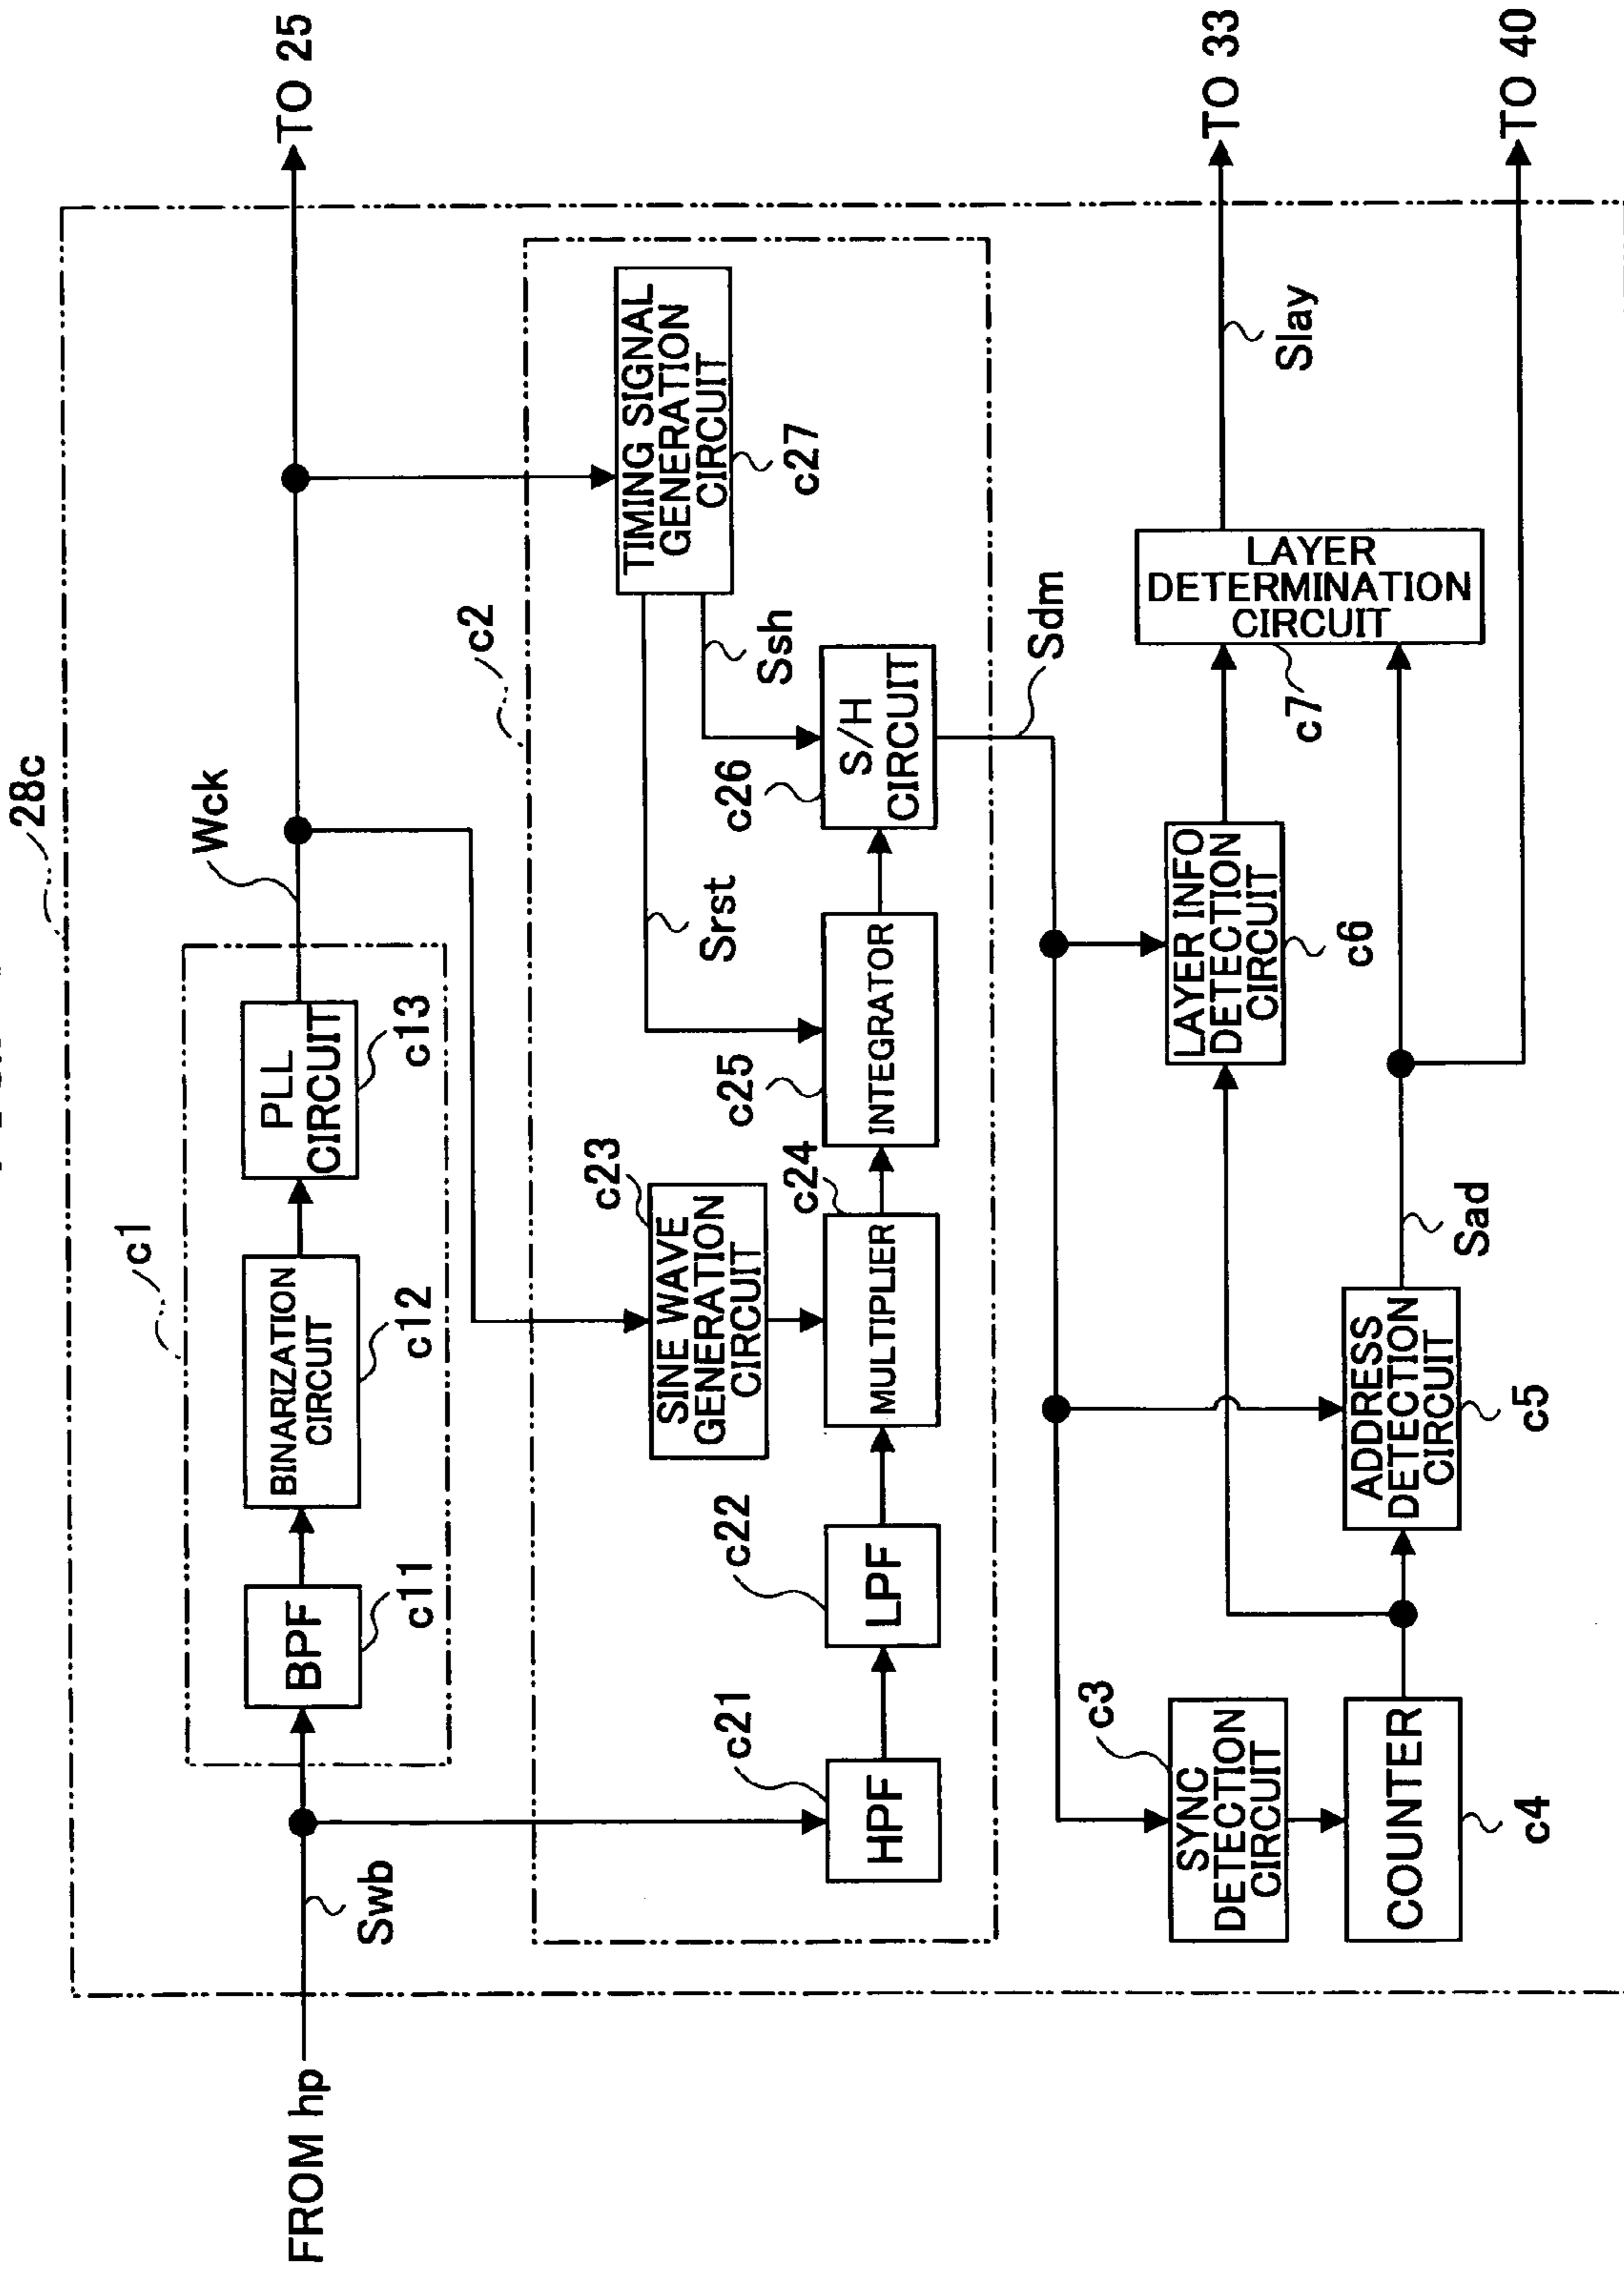 28c
c1
Wck
TO 25
FROM hp
Swb
BPF
c11
BINARIZATION
CIRCUIT
c12
PLL
CIRCUIT
c13
c2
TIMING SIGNAL
GENERATION
CIRCUIT
c27
Srst
Ssh
c23
SINE WAVE
GENERATION
CIRCUIT
c21
HPF
c22
LPF
c24
MULTIPLIER
c25
INTEGRATOR
c26
S/H
CIRCUIT
Sdm
c3
SYNC
DETECTION
CIRCUIT
COUNTER
c4
ADDRESS
DETECTION
CIRCUIT
c5
Sad
LAYER INFO
DETECTION
CIRCUIT
c6
LAYER
DETERMINATION
CIRCUIT
c7
Slay
TO 33
TO 40